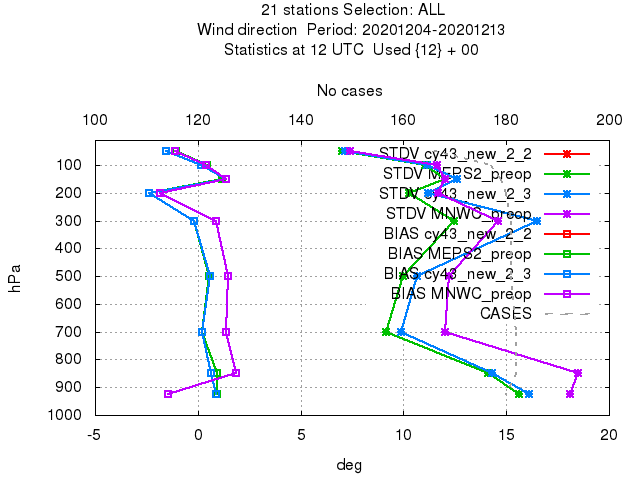 21 stations Selection: ALL
Wind direction  Period: 20201204-20201213
Statistics at 12 UTC  Used {12} + 00
No cases
100 120 140 160 180 200
STDV cy43_new_2_2
100
STDV MEPS2_preop
200
STDV cy43_new_2_3
STDV MNWC_preop
300
BIAS cy43_new_2_2
400
BIAS MEPS2_preop
BIAS cy43_new_2_3
500
BIAS MNWC_preop
600
CASES
700
800
900
1000
hPa
-5 0 5 10 15 20
deg